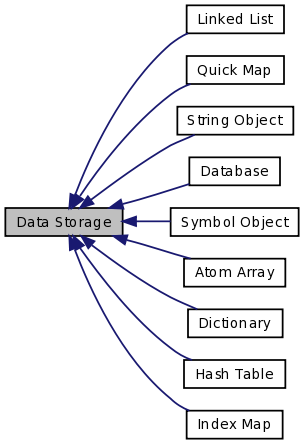 Linked List
Quick Map
String Object
Database
Data Storage
Symbol Object
Atom Array
Dictionary
Hash Table
Index Map